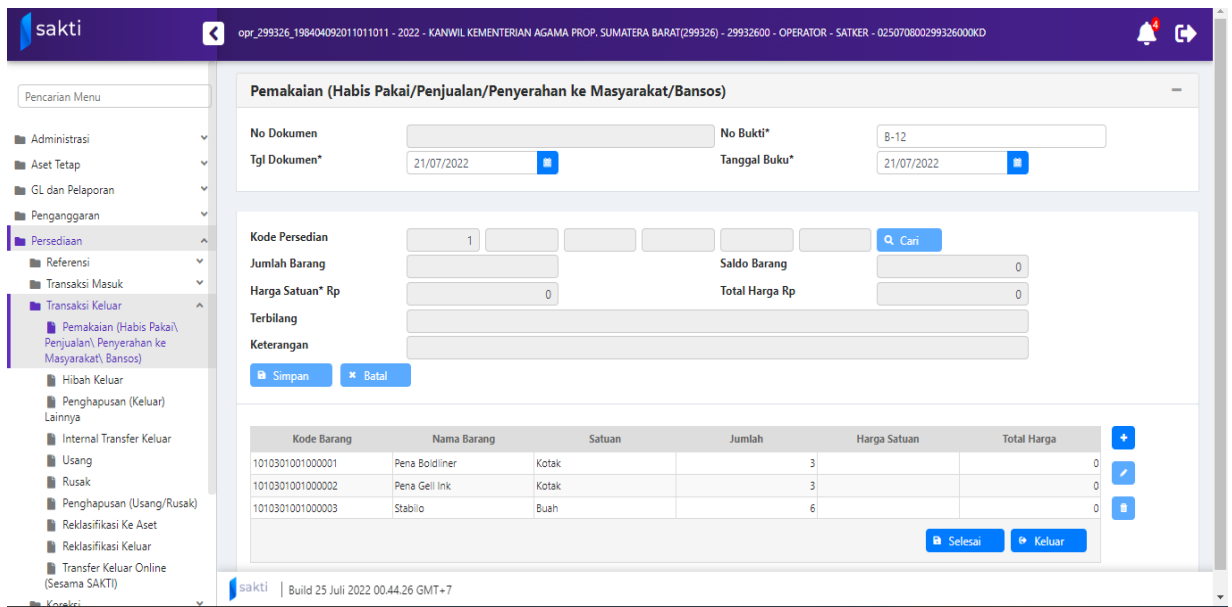 sakti
opr_299326_198404092011011011 - 2022 - KANWIL KEMENTERIAN AGAMA PROP. SUMATERA BARAT(299326) - 29932600 - OPERATOR - SATKER - 025070800299326000KD
4
Pencarian Menu
Administrasi
Aset Tetap
GL dan Pelaporan
Penganggaran
Persediaan
Referensi
Transaksi Masuk
Transaksi Keluar
Pemakaian (Habis Pakai\
Penjualan\ Penyerahan ke
Masyarakat\ Bansos)
Hibah Keluar
Penghapusan (Keluar)
Lainnya
Internal Transfer Keluar
Usang
Rusak
Penghapusan (Usang/Rusak)
Reklasifikasi Ke Aset
Reklasifikasi Keluar
Transfer Keluar Online
(Sesama SAKTI)
Koreksi
Pemakaian (Habis Pakai/Penjualan/Penyerahan ke Masyarakat/Bansos)
No Dokumen No Bukti* B-12
Tgl Dokumen* 21/07/2022 Tanggal Buku* 21/07/2022
Kode Persedian 1 Cari
Jumlah Barang Saldo Barang 0
Harga Satuan* Rp 0 Total Harga Rp 0
Terbilang
Keterangan
Simpan Batal
Kode Barang Nama Barang Satuan Jumlah Harga Satuan Total Harga
1010301001000001 Pena Boldliner Kotak 3 0
1010301001000002 Pena Gell Ink Kotak 3 0
1010301001000003 Stabilo Buah 6 0
Selesai Keluar
sakti Build 25 Juli 2022 00.44.26 GMT+7